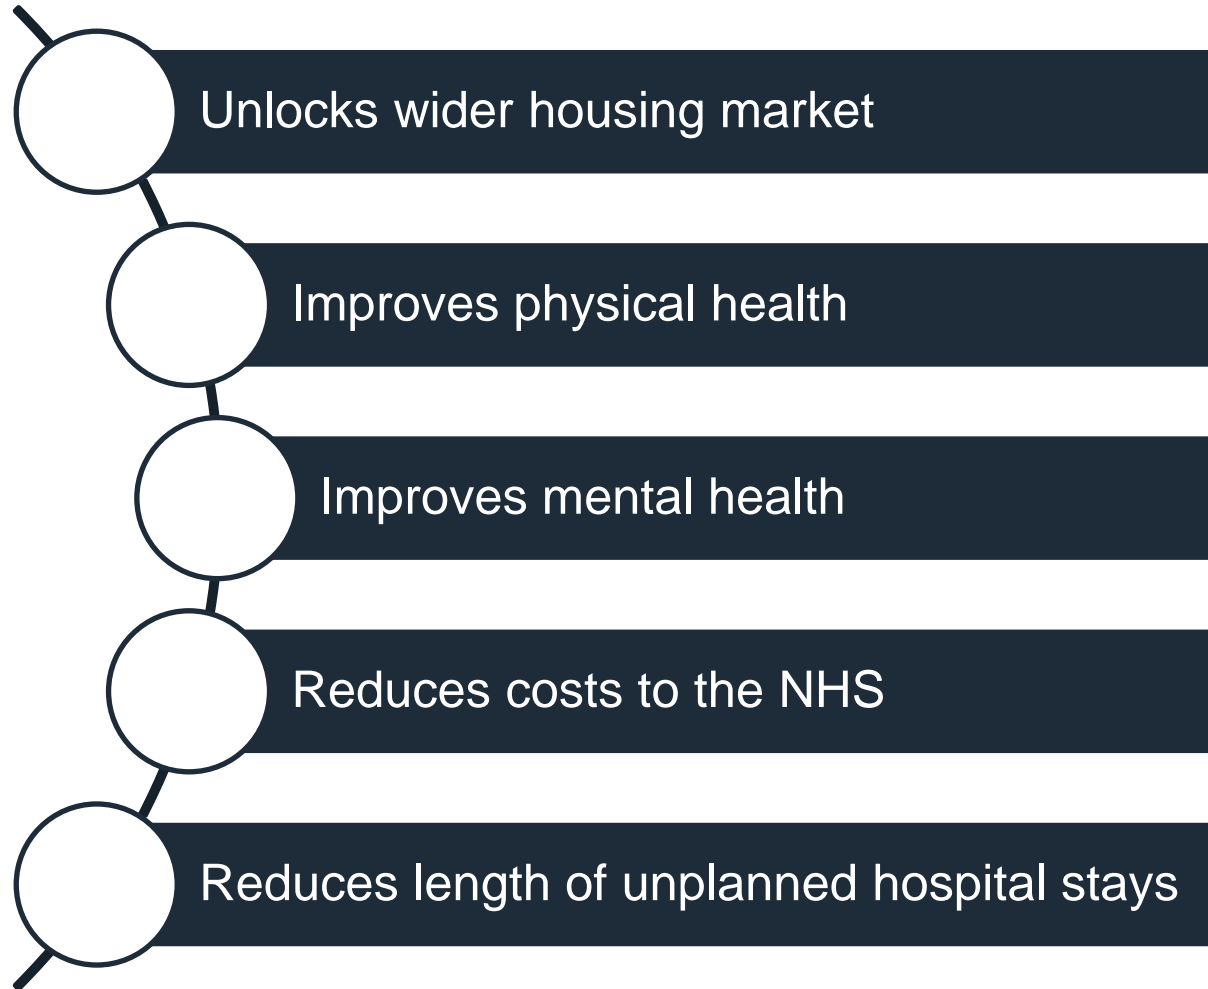 Unlocks wider housing market
Improves physical health
Improves mental health
Reduces costs to the NHS
Reduces length of unplanned hospital stays